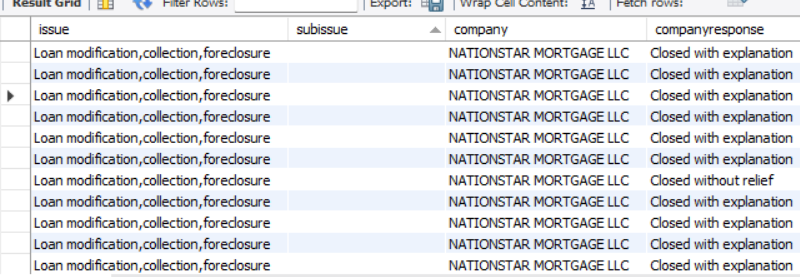 Result Grid Filter Rows: Export: Wrap Cell Content: IA Fetch rows:
issue subissue company companyresponse
Loan modification,collection,foreclosure NATIONSTAR MORTGAGE LLC Closed with explanation
Loan modification,collection,foreclosure NATIONSTAR MORTGAGE LLC Closed with explanation
Loan modification,collection,foreclosure NATIONSTAR MORTGAGE LLC Closed with explanation
Loan modification,collection,foreclosure NATIONSTAR MORTGAGE LLC Closed with explanation
Loan modification,collection,foreclosure NATIONSTAR MORTGAGE LLC Closed with explanation
Loan modification,collection,foreclosure NATIONSTAR MORTGAGE LLC Closed with explanation
Loan modification,collection,foreclosure NATIONSTAR MORTGAGE LLC Closed without relief
Loan modification,collection,foreclosure NATIONSTAR MORTGAGE LLC Closed with explanation
Loan modification,collection,foreclosure NATIONSTAR MORTGAGE LLC Closed with explanation
Loan modification,collection,foreclosure NATIONSTAR MORTGAGE LLC Closed with explanation
Loan modification,collection,foreclosure NATIONSTAR MORTGAGE LLC Closed with explanation